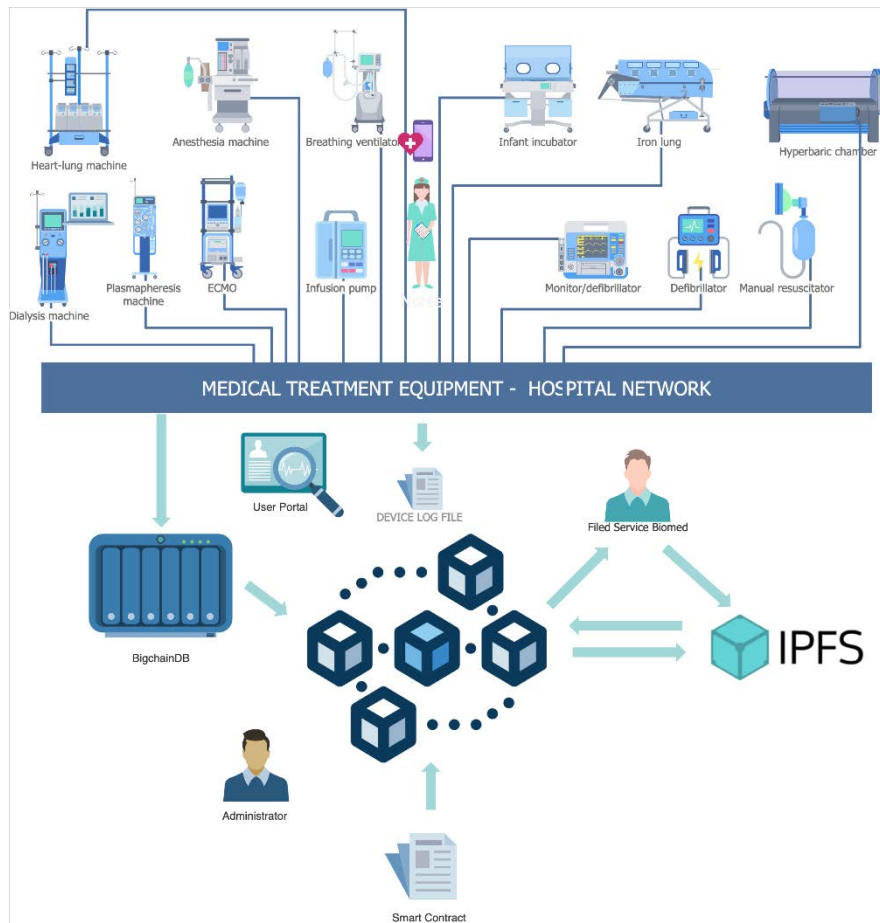 Heart-lung machine
Anesthesia machine
Breathing ventilator
Infant incubator
Iron lung
Hyperbaric chamber
Dialysis machine
Plasmapheresis
machine
ECMO
Infusion pump
Nurse
Monitor/defibrillator
Defibrillator
Manual resuscitator
MEDICAL TREATMENT EQUIPMENT - HOSPITAL NETWORK
User Portal
DEVICE LOG FILE
Filed Service Biomed
BigchainDB
IPFS
Administrator
Smart Contract